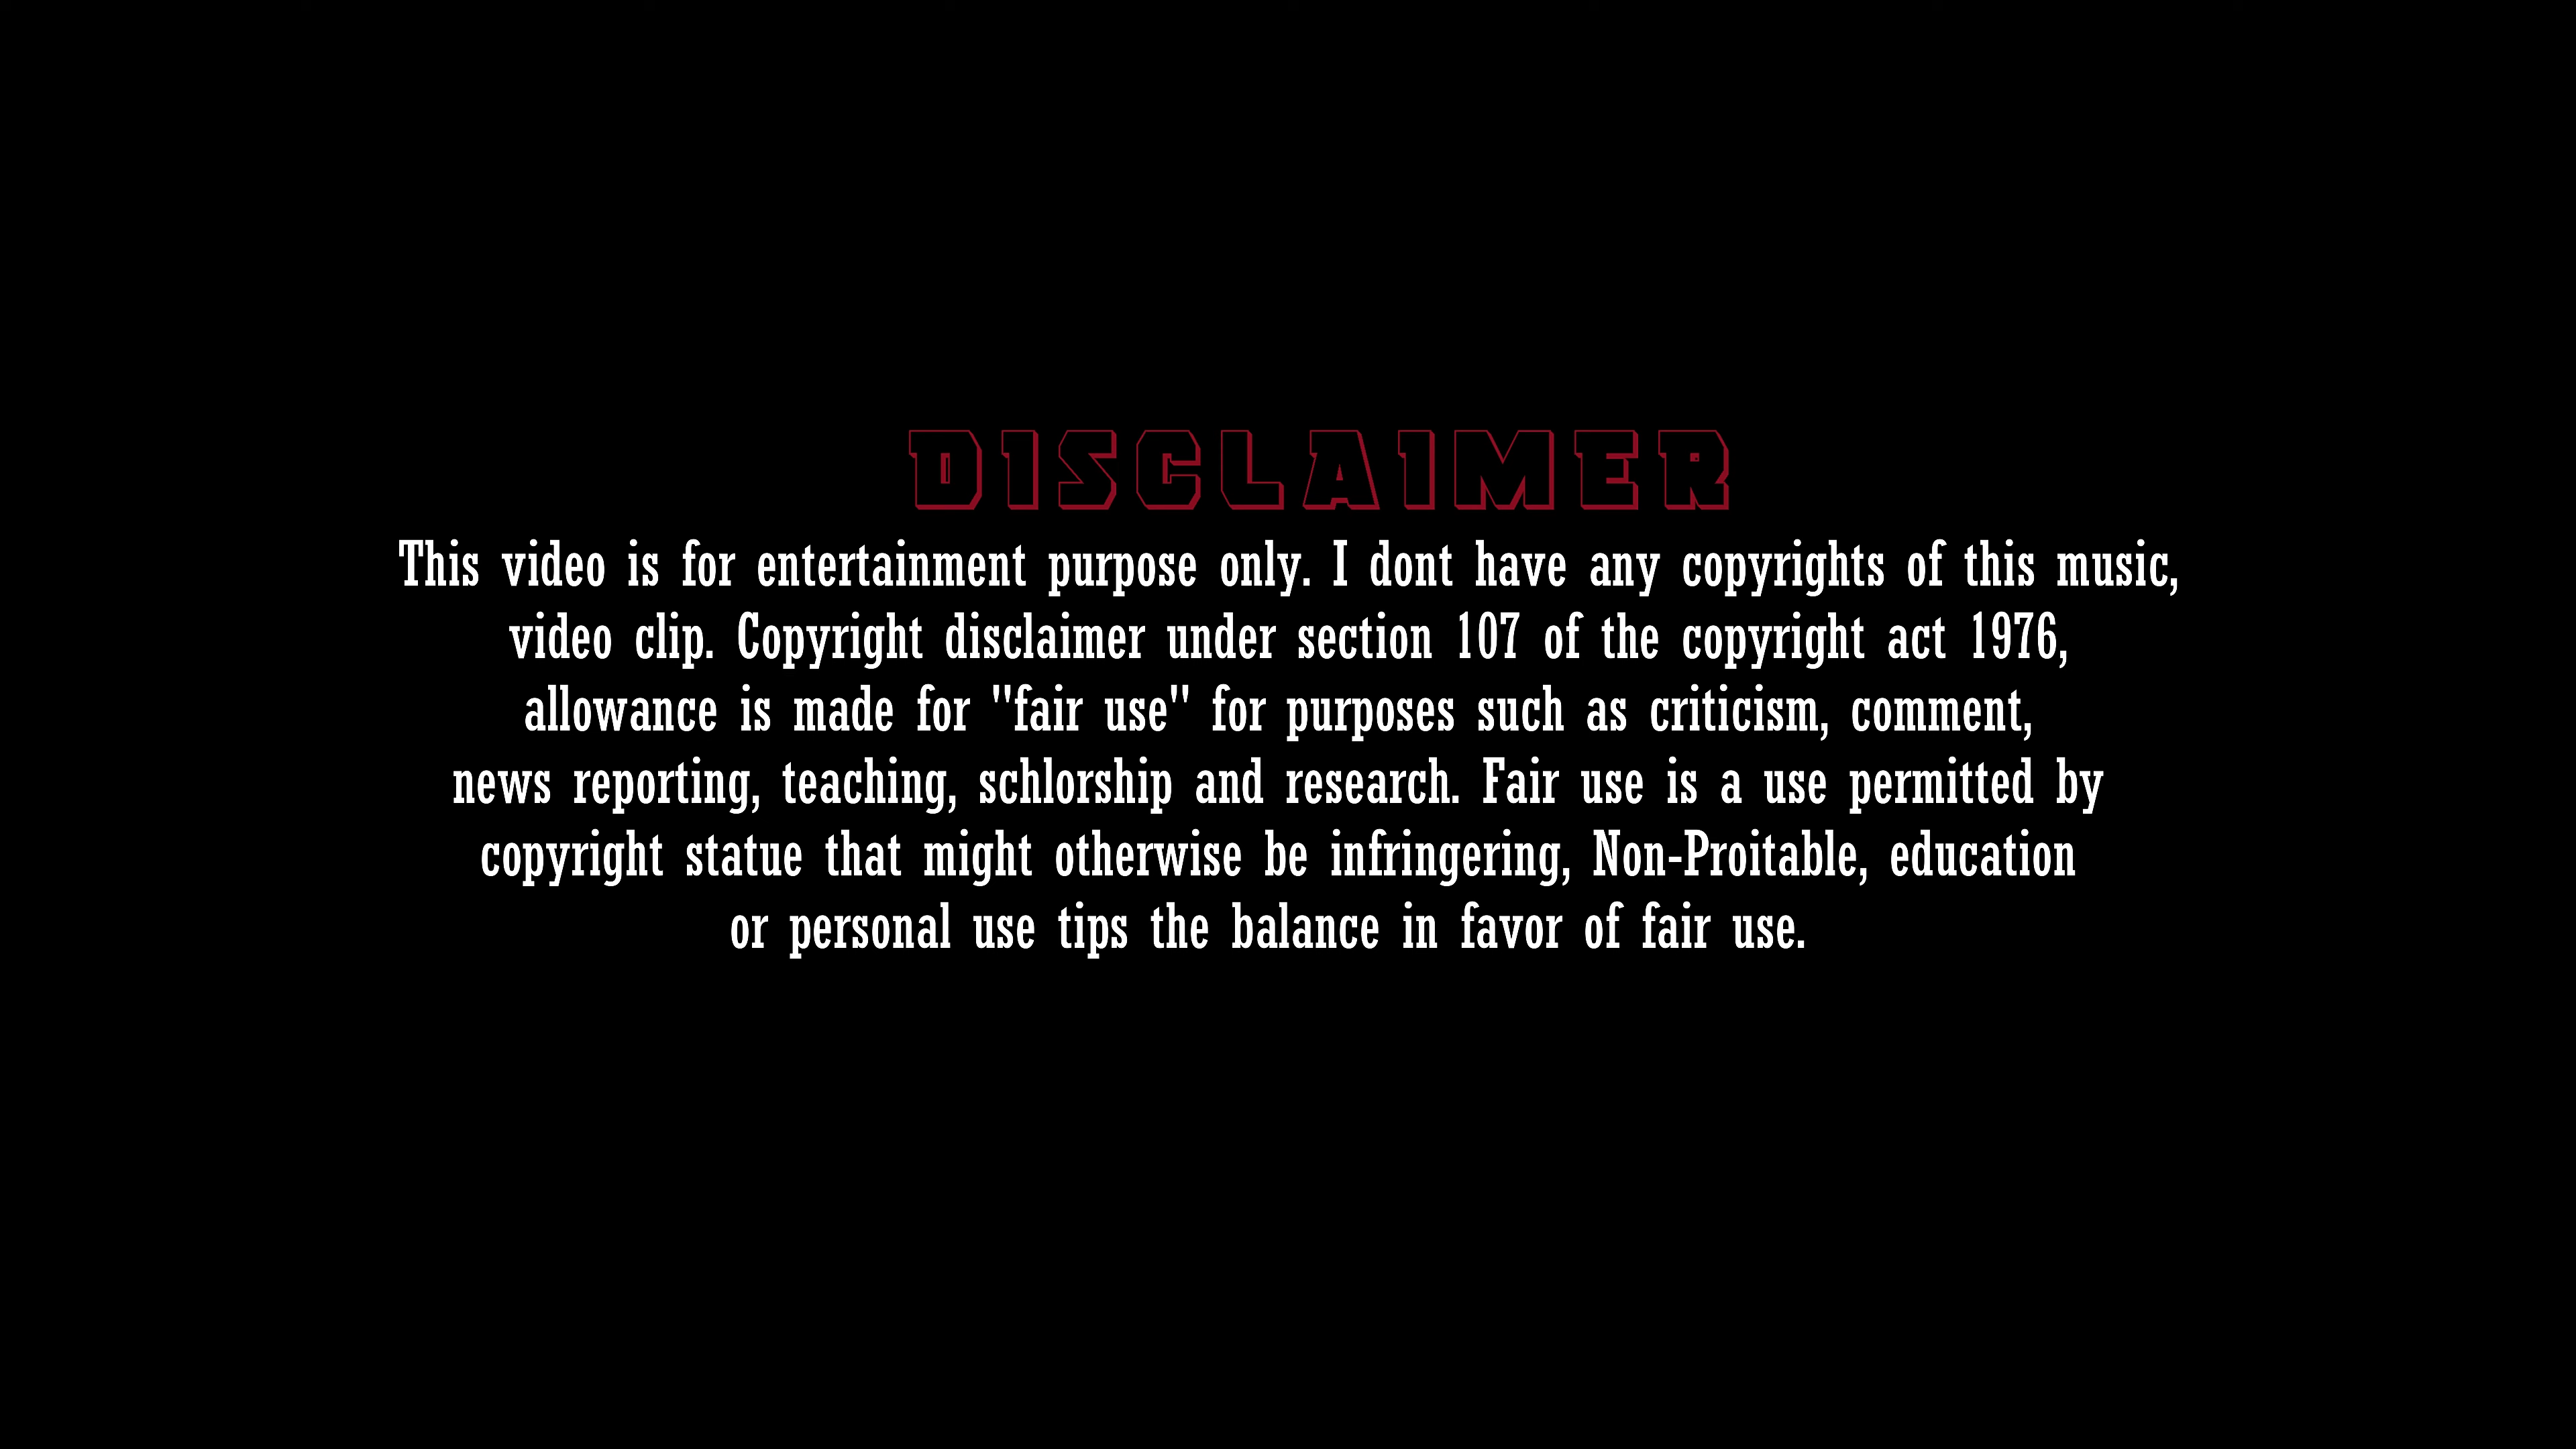 DISCLAIMER
This video is for entertainment purpose only. I dont have any copyrights of this music,
video clip. Copyright disclaimer under section 107 of the copyright act 1976,
allowance is made for "fair use" for purposes such as criticism, comment,
news reporting, teaching, schlorship and research. Fair use is a use permitted by
copyright statue that might otherwise be infringering, Non-Proitable, education
or personal use tips the balance in favor of fair use.